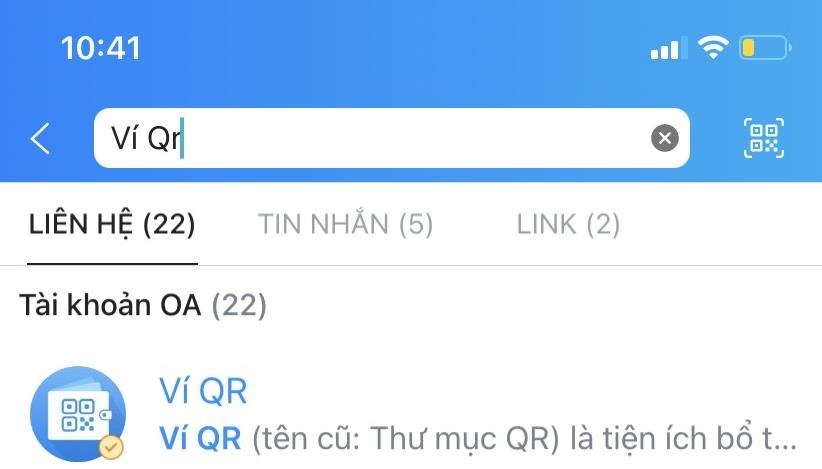 10:41
Ví Qr
LIÊN HỆ (22) TIN NHẮN (5) LINK (2)
Tài khoản OA (22)
Ví QR
Ví QR (tên cũ: Thư mục QR) là tiện ích bổ t...